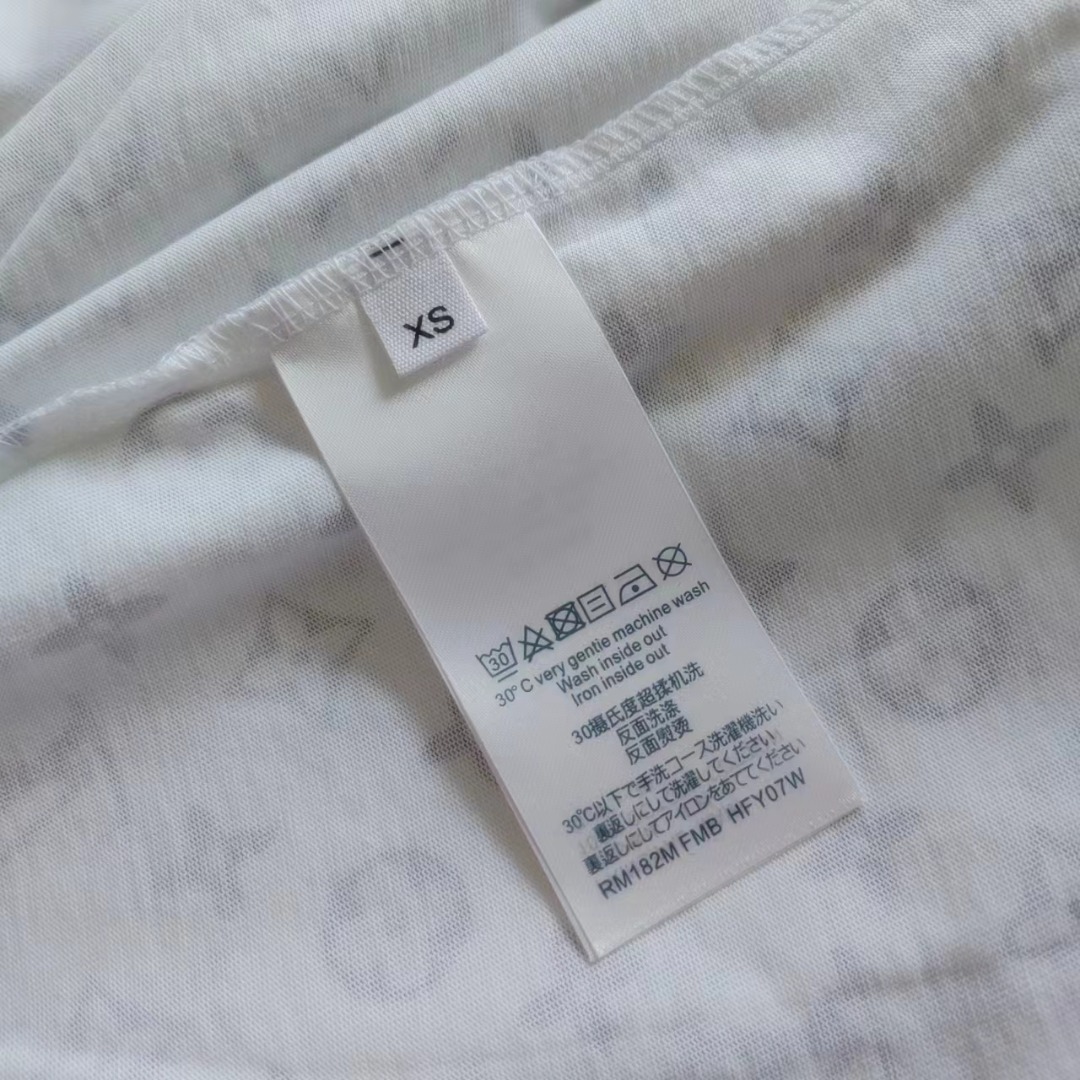 XS
30
30°C very gentie machine wash
Wash inside out
Iron inside out
30摄氏度超揉机洗
反面洗涤
反面熨烫
30℃以下で手洗コース洗濯機洗い
裏返しにして洗濯してください
裏返しにしてアイロンをあててください
RM182M FMB HFY07W